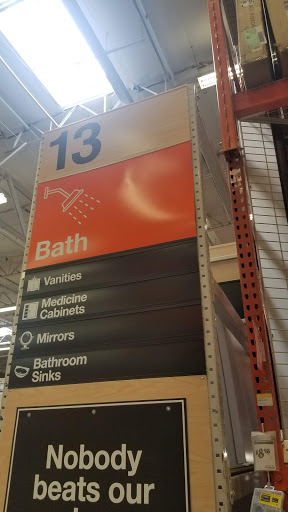 13
Bath
Vanities
Medicine
Cabinets
Mirrors
Bathroom
Sinks
Nobody
beats our